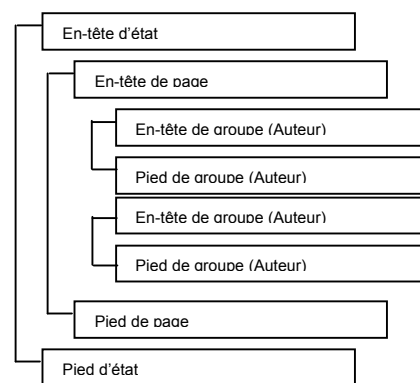 En-tête d'état
En-tête de page
En-tête de groupe (Auteur)
Pied de groupe (Auteur)
En-tête de groupe (Auteur)
Pied de groupe (Auteur)
Pied de page
Pied d'état